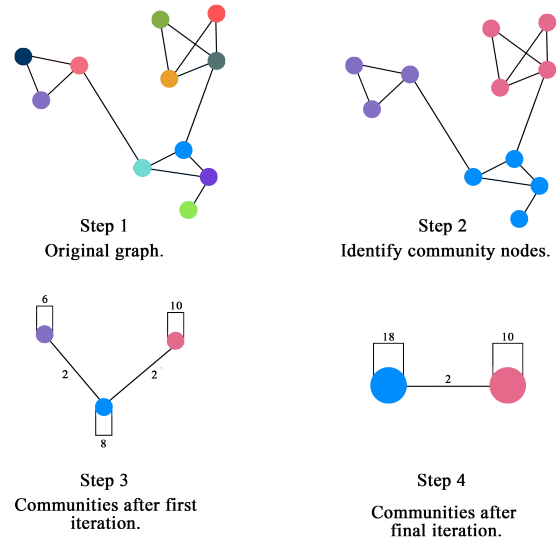 Step 1
Original graph.
Step 2
Identify community nodes.
6
10
2
2
8
Step 3
Communities after first
iteration.
18
10
2
Step 4
Communities after
final iteration.